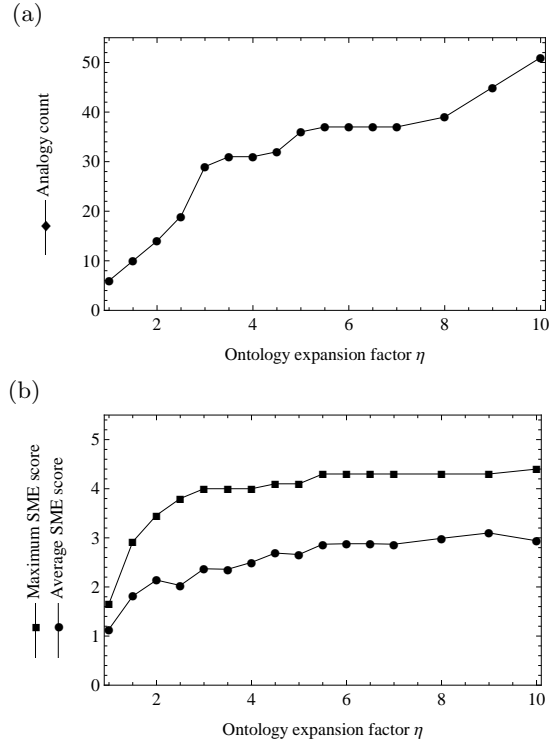 (a)
Analogy count
50
40
30
20
10
0
2 4 6 8 10
Ontology expansion factor η
(b)
Maximum SME score
Average SME score
5
4
3
2
1
0
2 4 6 8 10
Ontology expansion factor η